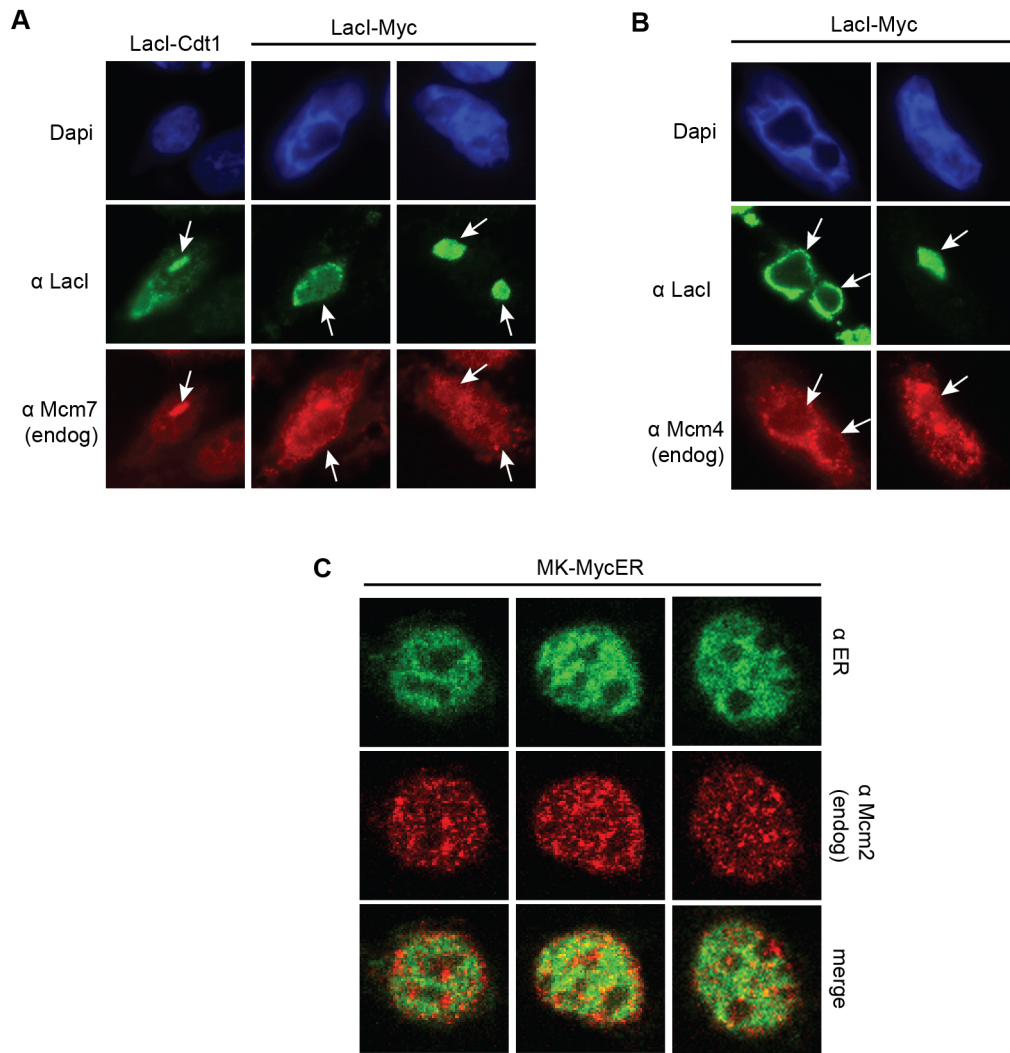 A
LacI-Cdt1
LacI-Myc
Dapi
α LacI
α Mcm7
(endog)
B
LacI-Myc
Dapi
α LacI
α Mcm4
(endog)
C
MK-MycER
α ER
α Mcm2
(endog)
merge